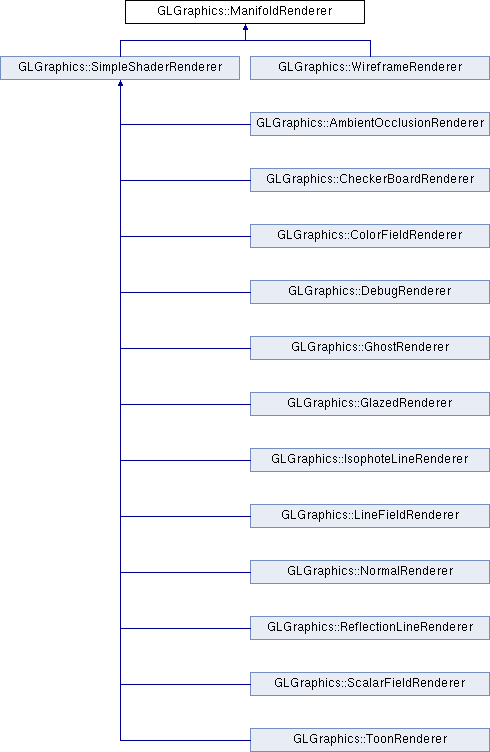 GLGraphics::ManifoldRenderer
GLGraphics::SimpleShaderRenderer
GLGraphics::WireframeRenderer
GLGraphics::AmbientOcclusionRenderer
GLGraphics::CheckerBoardRenderer
GLGraphics::ColorFieldRenderer
GLGraphics::DebugRenderer
GLGraphics::GhostRenderer
GLGraphics::GlazedRenderer
GLGraphics::IsophoteLineRenderer
GLGraphics::LineFieldRenderer
GLGraphics::NormalRenderer
GLGraphics::ReflectionLineRenderer
GLGraphics::ScalarFieldRenderer
GLGraphics::ToonRenderer